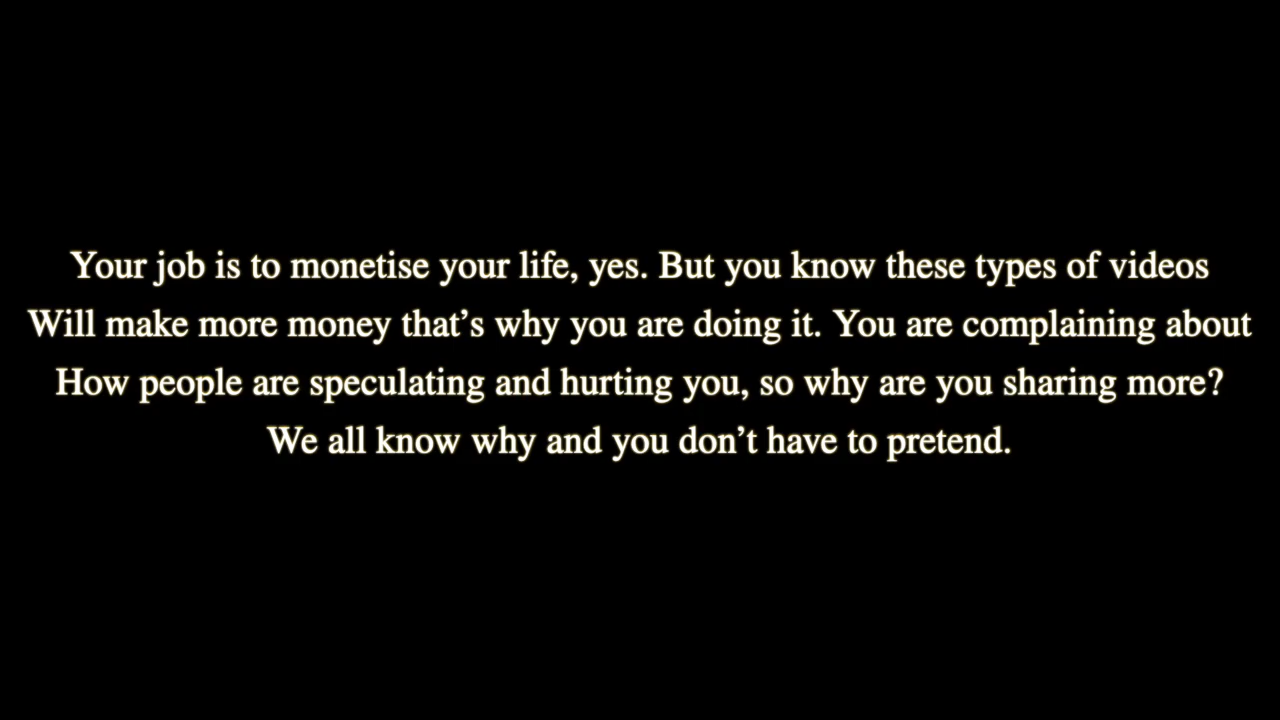 Your job is to monetise your life, yes. But you know these types of videos
Will make more money that’s why you are doing it. You are complaining about
How people are speculating and hurting you, so why are you sharing more?
We all know why and you don’t have to pretend.